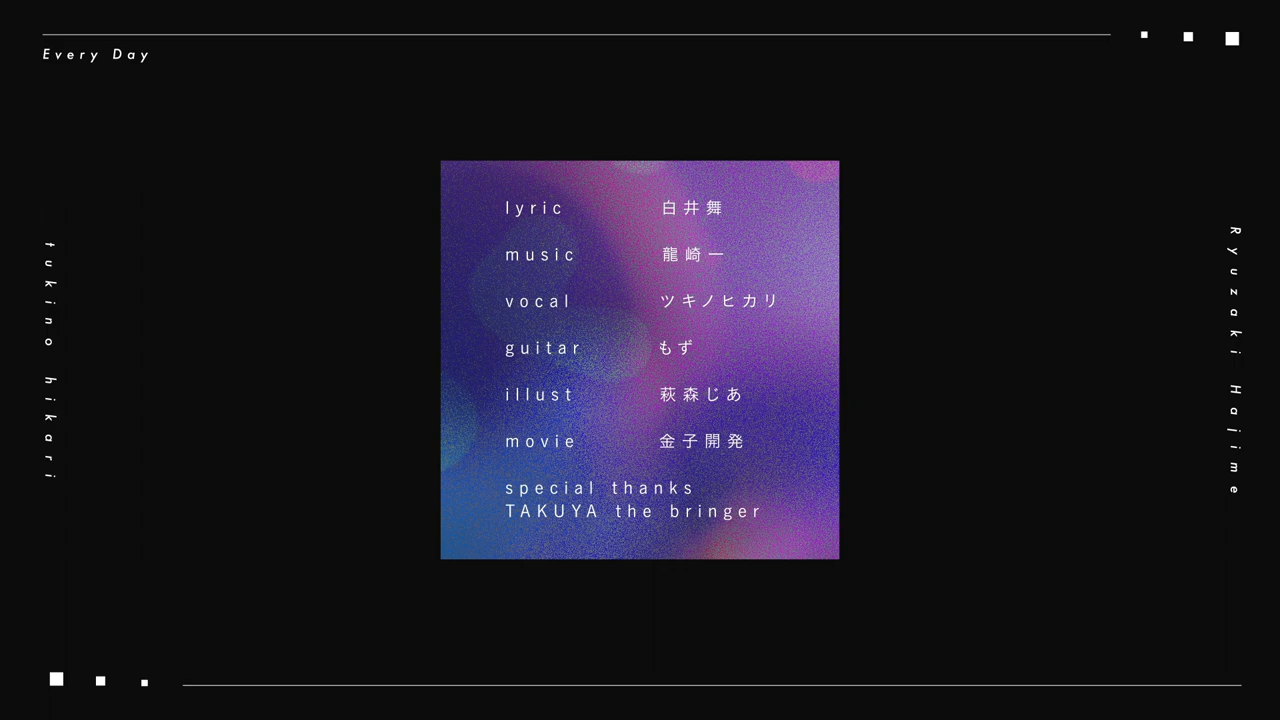 Every Day
tukino hikari
lyric 白井舞
music 龍崎一
vocal ツキノヒカリ
guitar もず
illust 萩森じあ
movie 金子開発
special thanks
TAKUYA the bringer
Ryuzaki Hajime